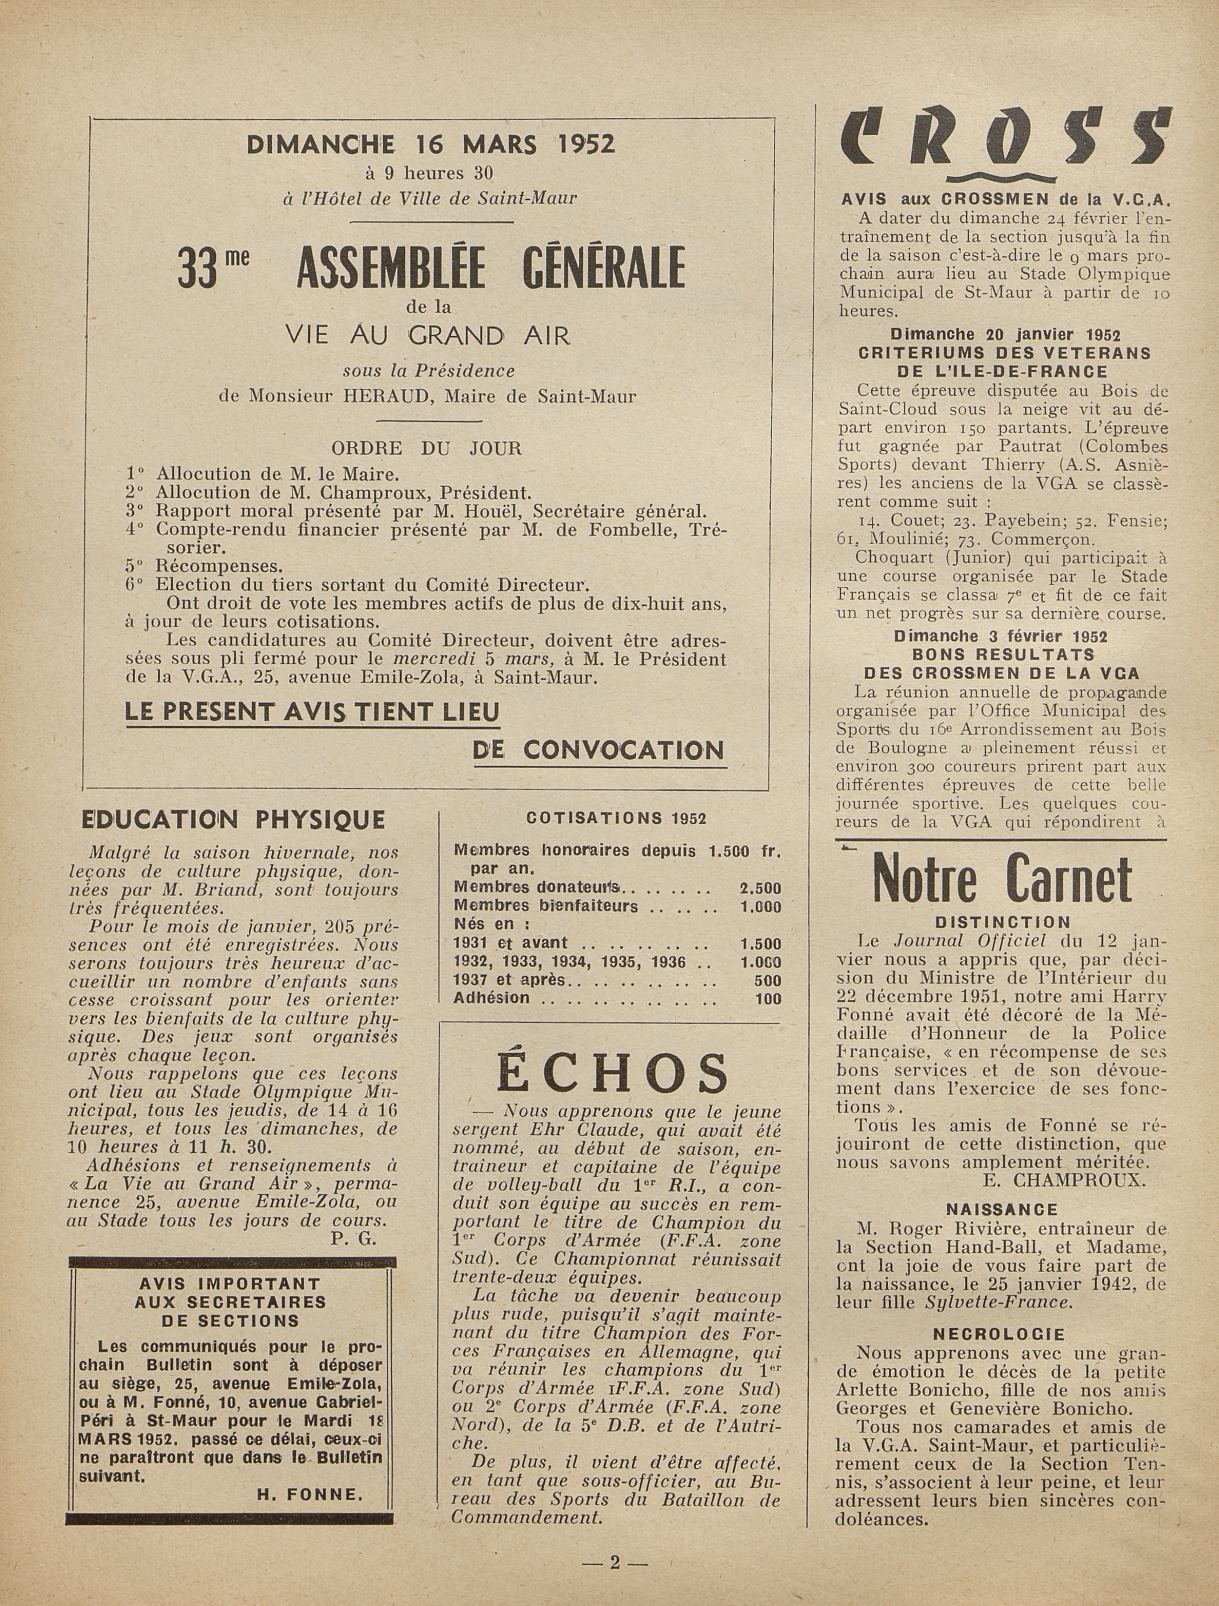 DIMANCHE 16 MARS 1952
à 9 heures 30
à l'Hôtel de Ville de Saint-Maur
33me ASSEMBLÉE GÉNÉRALE
de la
VIE AU GRAND AIR
sous la Présidence
de Monsieur HERAUD, Maire de Saint-Maur
ORDRE DU JOUR
1° Allocution de M. le Maire.
2° Allocution de M. Champroux, Président.
3° Rapport moral présenté par M. Houël, Secrétaire général.
4° Compte-rendu financier présenté par M. de Fombelle, Tré-
sorier.
5° Récompenses.
6° Election du tiers sortant du Comité Directeur.
Ont droit de vote les membres actifs de plus de dix-huit ans,
à jour de leurs cotisations.
Les candidatures au Comité Directeur, doivent être adres-
sées sous pli fermé pour le mercredi 5 mars, à M. le Président
de la V.G.A., 25, avenue Emile-Zola, à Saint-Maur.
LE PRESENT AVIS TIENT LIEU
DE CONVOCATION
EDUCATION PHYSIQUE
Malgré la saison hivernale, nos
leçons de culture physique, don-
nées par M. Briand, sont toujours
très fréquentées.
Pour le mois de janvier, 205 pré-
sences ont été enregistrées. Nous
serons toujours très heureux d'ac-
cueillir un nombre d'enfants sans
cesse croissant pour les orienter
vers les bienfaits de la culture phy-
sique. Des jeux sont organisés
après chaque leçon.
Nous rappelons que ces leçons
ont lieu au Stade Olympique Mu-
nicipal, tous les jeudis, de 14 à 16
heures, et tous les dimanches, de
10 heures à 11 h. 30.
Adhésions et renseignements à
« La Vie au Grand Air », perma-
nence 25, avenue Emile-Zola, ou
au Stade tous les jours de cours.
P. G.
AVIS IMPORTANT
AUX SECRETAIRES
DE SECTIONS
Les communiqués pour le pro-
chain Bulletin sont à déposer
au siège, 25, avenue Emile-Zola,
ou à M. Fonné, 10, avenue Gabriel-
Péri à St-Maur pour le Mardi 18
MARS 1952. passé ce délai, ceux-ci
ne paraîtront que dans le Bulletin
suivant.
H. FONNE.
COTISATIONS 1952
Membres honoraires depuis 1.500 fr.
par an.
Membres donateurs.. .. .. .. 2.500
Membres bienfaiteurs .. .. .. 1.000
Nés en :
1931 et avant .. .. .. .. .. 1.500
1932, 1933, 1934, 1935, 1936 .. 1.000
1937 et après.. .. .. .. .. .. 500
Adhésion .. .. .. .. .. .. .. 100
ÉCHOS
— Nous apprenons que le jeune
sergent Ehr Claude, qui avait été
nommé, au début de saison, en-
traîneur et capitaine de l'équipe
de volley-ball du 1er R.I., a con-
duit son équipe au succès en rem-
portant le titre de Champion du
1er Corps d'Armée (F.F.A. zone
Sud). Ce Championnat réunissait
trente-deux équipes.
La tâche va devenir beaucoup
plus rude, puisqu'il s'agit mainte-
nant du titre Champion des For-
ces Françaises en Allemagne, qui
va réunir les champions du 1er
Corps d'Armée (F.F.A. zone Sud)
ou 2e Corps d'Armée (F.F.A. zone
Nord), de la 5e D.B. et de l'Autri-
che.
De plus, il vient d'être affecté,
en tant que sous-officier, au Bu-
reau des Sports du Bataillon de
Commandement.
CROSS
AVIS aux CROSSMEN de la V.G.A.
A dater du dimanche 24 février l'en-
traînement de la section jusqu'à la fin
de la saison c'est-à-dire le 9 mars pro-
chain aura lieu au Stade Olympique
Municipal de St-Maur à partir de 10
heures.
Dimanche 20 janvier 1952
CRITERIUMS DES VETERANS
DE L'ILE-DE-FRANCE
Cette épreuve disputée au Bois de
Saint-Cloud sous la neige vit au dé-
part environ 150 partants. L'épreuve
fut gagnée par Pautrat (Colombes
Sports) devant Thierry (A.S. Asniè-
res) les anciens de la VGA se classè-
rent comme suit :
14. Couet; 23. Payebein; 52. Fensie;
61. Moulinié; 73. Commerçon.
Choquart (Junior) qui participait à
une course organisée par le Stade
Français se classa 7e et fit de ce fait
un net progrès sur sa dernière course.
Dimanche 3 février 1952
BONS RESULTATS
DES CROSSMEN DE LA VGA
La réunion annuelle de propagande
organisée par l'Office Municipal des
Sports du 16e Arrondissement au Bois
de Boulogne a pleinement réussi et
environ 300 coureurs prirent part aux
différentes épreuves de cette belle
journée sportive. Les quelques cou-
reurs de la VGA qui répondirent à
Notre Carnet
DISTINCTION
Le Journal Officiel du 12 jan-
vier nous a appris que, par déci-
sion du Ministre de l'Intérieur du
22 décembre 1951, notre ami Harry
Fonné avait été décoré de la Mé-
daille d'Honneur de la Police
Française, « en récompense de ses
bons services et de son dévoue-
ment dans l'exercice de ses fonc-
tions ».
Tous les amis de Fonné se ré-
jouiront de cette distinction, que
nous savons amplement méritée.
E. CHAMPROUX.
NAISSANCE
M. Roger Rivière, entraîneur de
la Section Hand-Ball, et Madame,
ont la joie de vous faire part de
la naissance, le 25 janvier 1942, de
leur fille Sylvette-France.
NECROLOGIE
Nous apprenons avec une gran-
de émotion le décès de la petite
Arlette Bonicho, fille de nos amis
Georges et Geneviève Bonicho.
Tous nos camarades et amis de
la V.G.A. Saint-Maur, et particuliè-
rement ceux de la Section Ten-
nis, s'associent à leur peine, et leur
adressent leurs bien sincères con-
doléances.
— 2 —